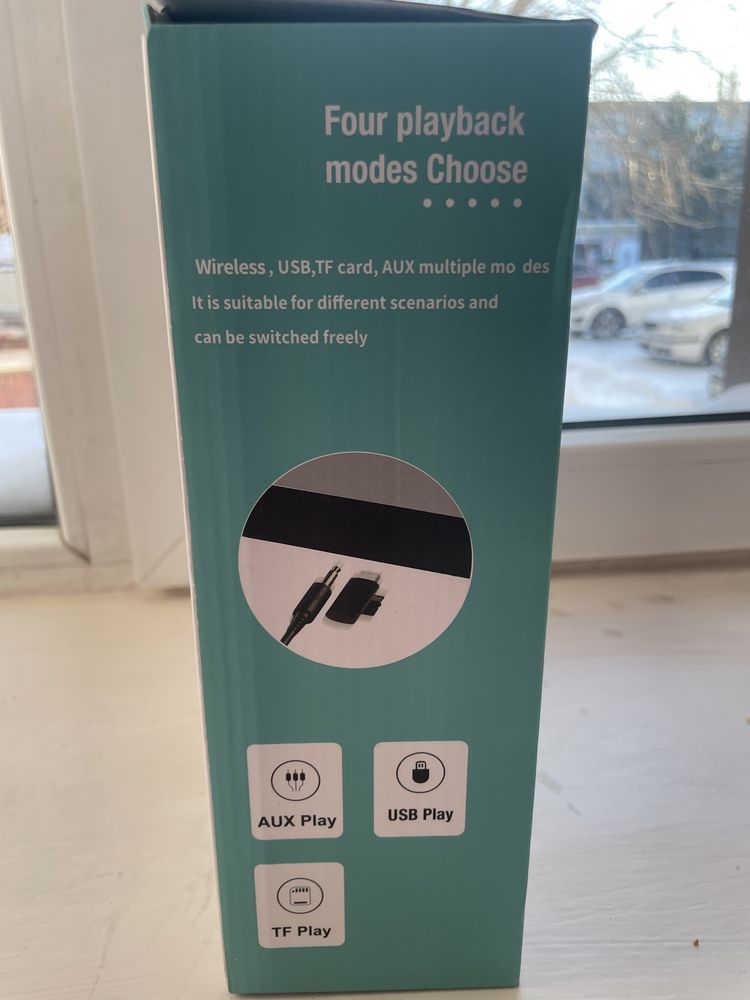 Four playback
modes Choose
Wireless, USB,TF card, AUX multiple mo des
It is suitable for different scenarios and
can be switched freely
AUX Play
USB Play
TF Play